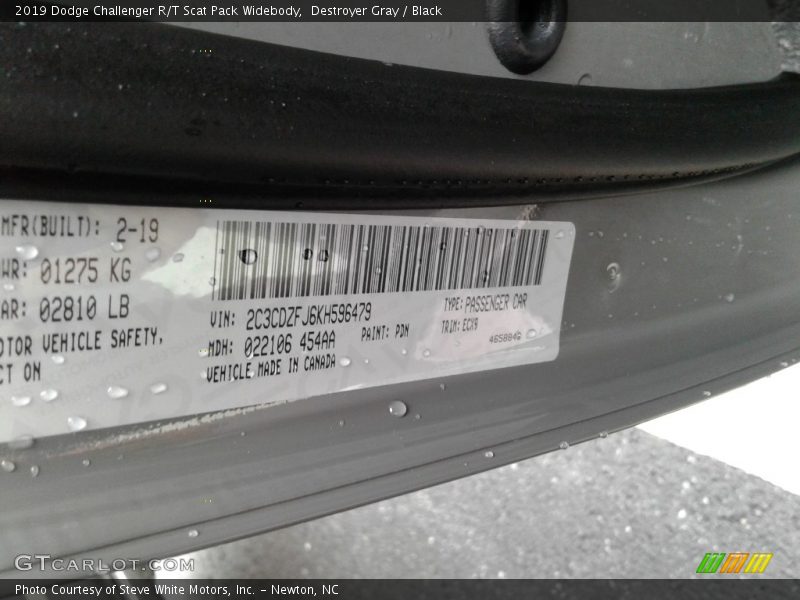 2019 Dodge Challenger R/T Scat Pack Widebody, Destroyer Gray / Black
MFR(BUILT): 2-19
WR: 01275 KG
AR: 02810 LB
OTOR VEHICLE SAFETY,
CT ON
VIN: 2C3CDZFJ6KH596479
TYPE: PASSENGER CAR
MDH: 022106 454AA
PAINT: PDN
TRIM: ECX9
VEHICLE MADE IN CANADA
GTCARLOT.COM
Photo Courtesy of Steve White Motors, Inc. – Newton, NC